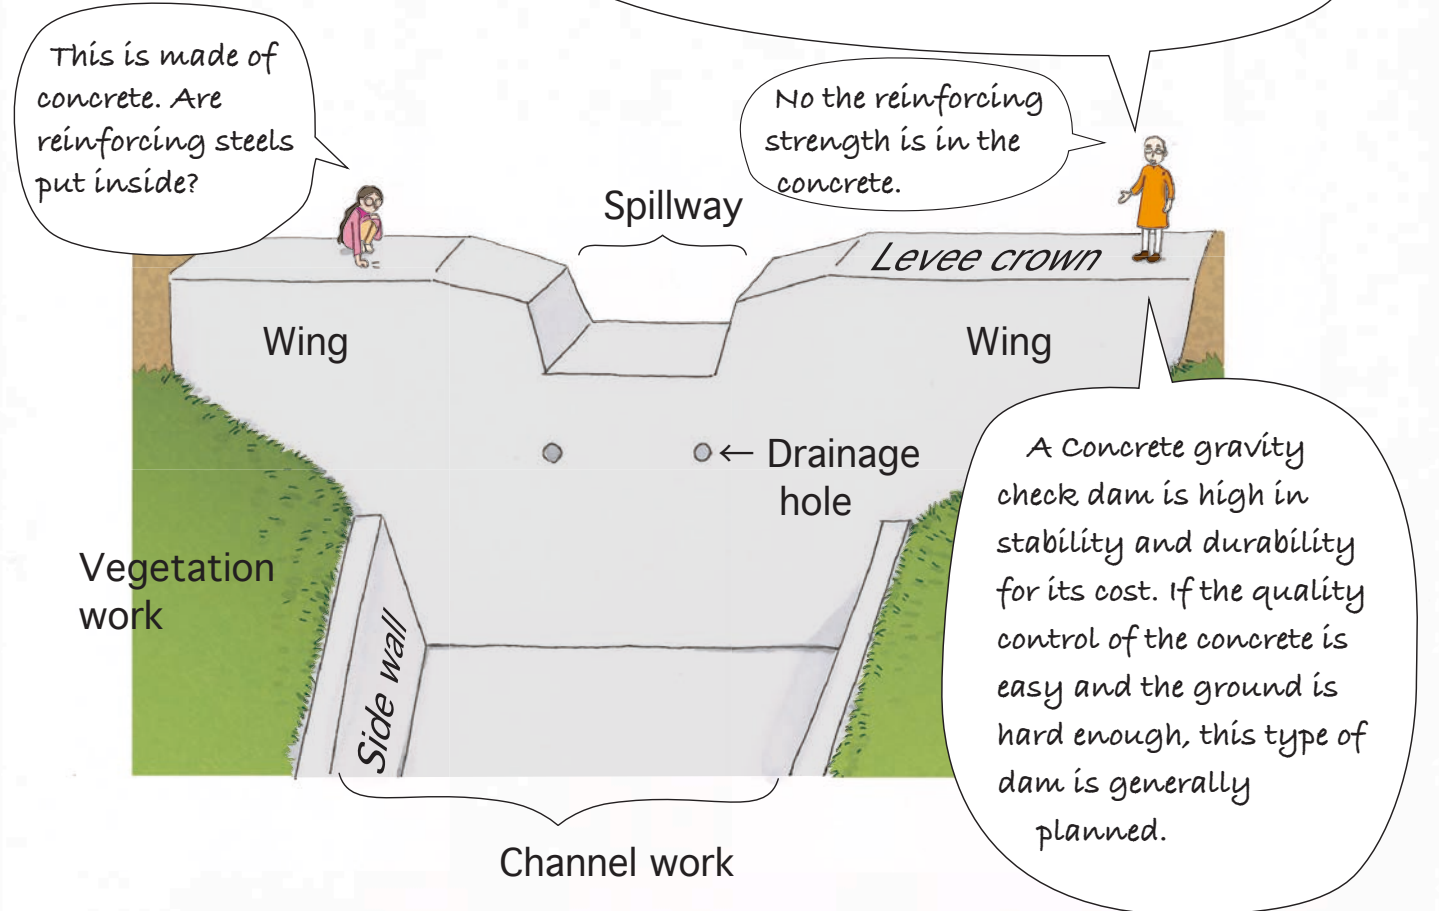 This is made of
concrete. Are
reinforcing steels
put inside?
No the reinforcing
strength is in the
concrete.
Spillway
Levee crown
Wing
Wing
← Drainage
hole
A Concrete gravity
check dam is high in
stability and durability
for its cost. If the quality
control of the concrete is
easy and the ground is
hard enough, this type of
dam is generally
planned.
Vegetation
work
Side wall
Channel work